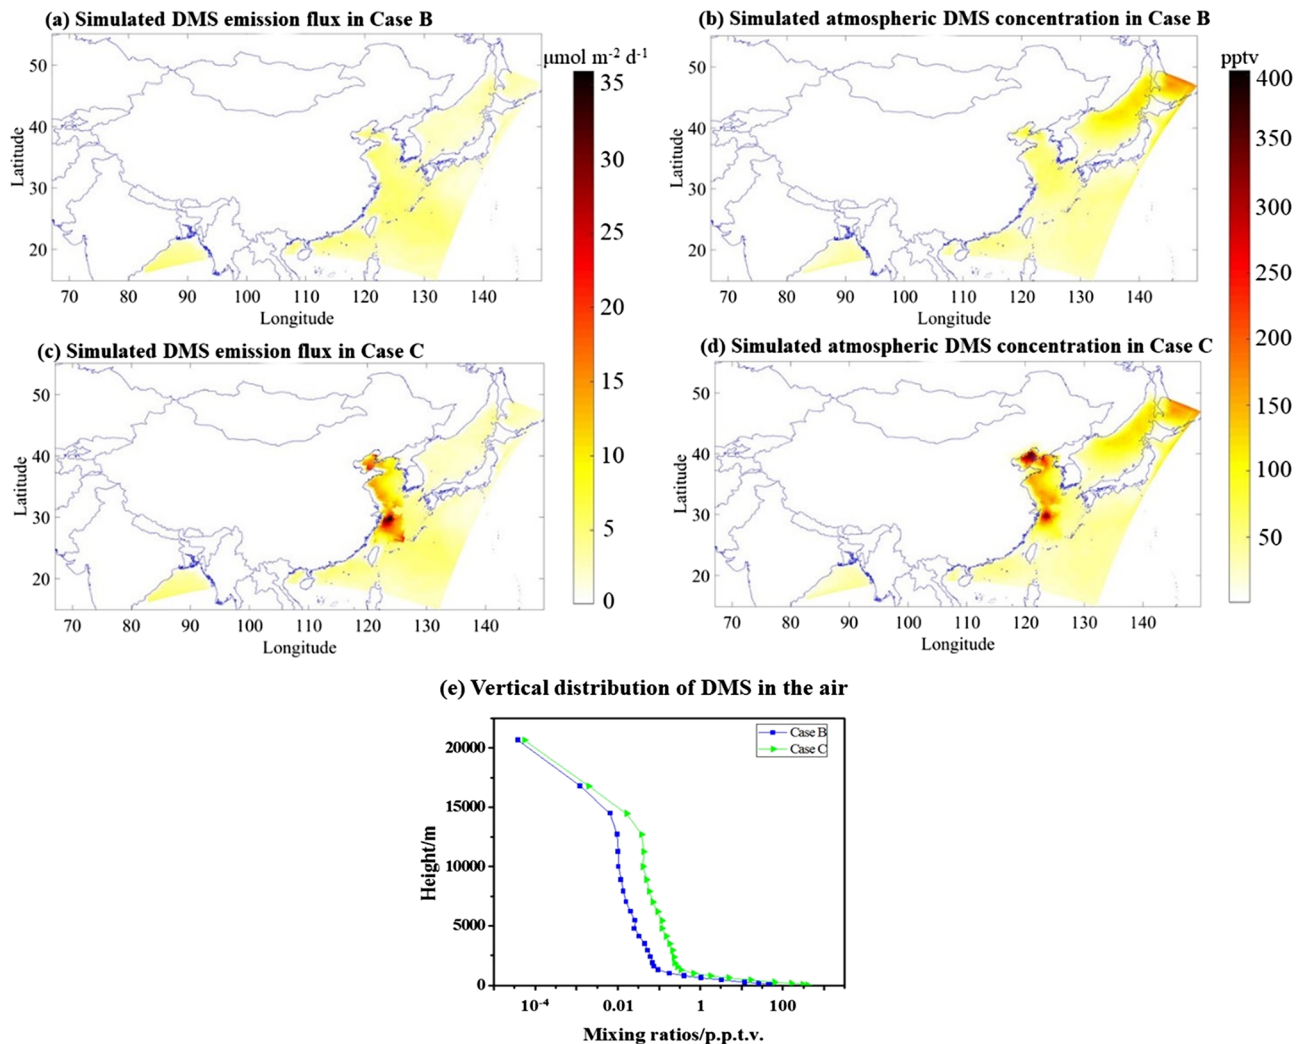 (a) Simulated DMS emission flux in Case B
(b) Simulated atmospheric DMS concentration in Case B
μmol m⁻² d⁻¹
pptv
Latitude
50
40
30
20
70 80 90 100 110 120 130 140
Longitude
35
30
25
20
15
10
5
0
Latitude
50
40
30
20
70 80 90 100 110 120 130 140
Longitude
400
350
300
250
200
150
100
50
(c) Simulated DMS emission flux in Case C
(d) Simulated atmospheric DMS concentration in Case C
Latitude
50
40
30
20
70 80 90 100 110 120 130 140
Longitude
Latitude
50
40
30
20
70 80 90 100 110 120 130 140
Longitude
(e) Vertical distribution of DMS in the air
Case B
Case C
Height/m
20000
15000
10000
5000
0
10⁻⁴ 0.01 1 100
Mixing ratios/p.p.t.v.